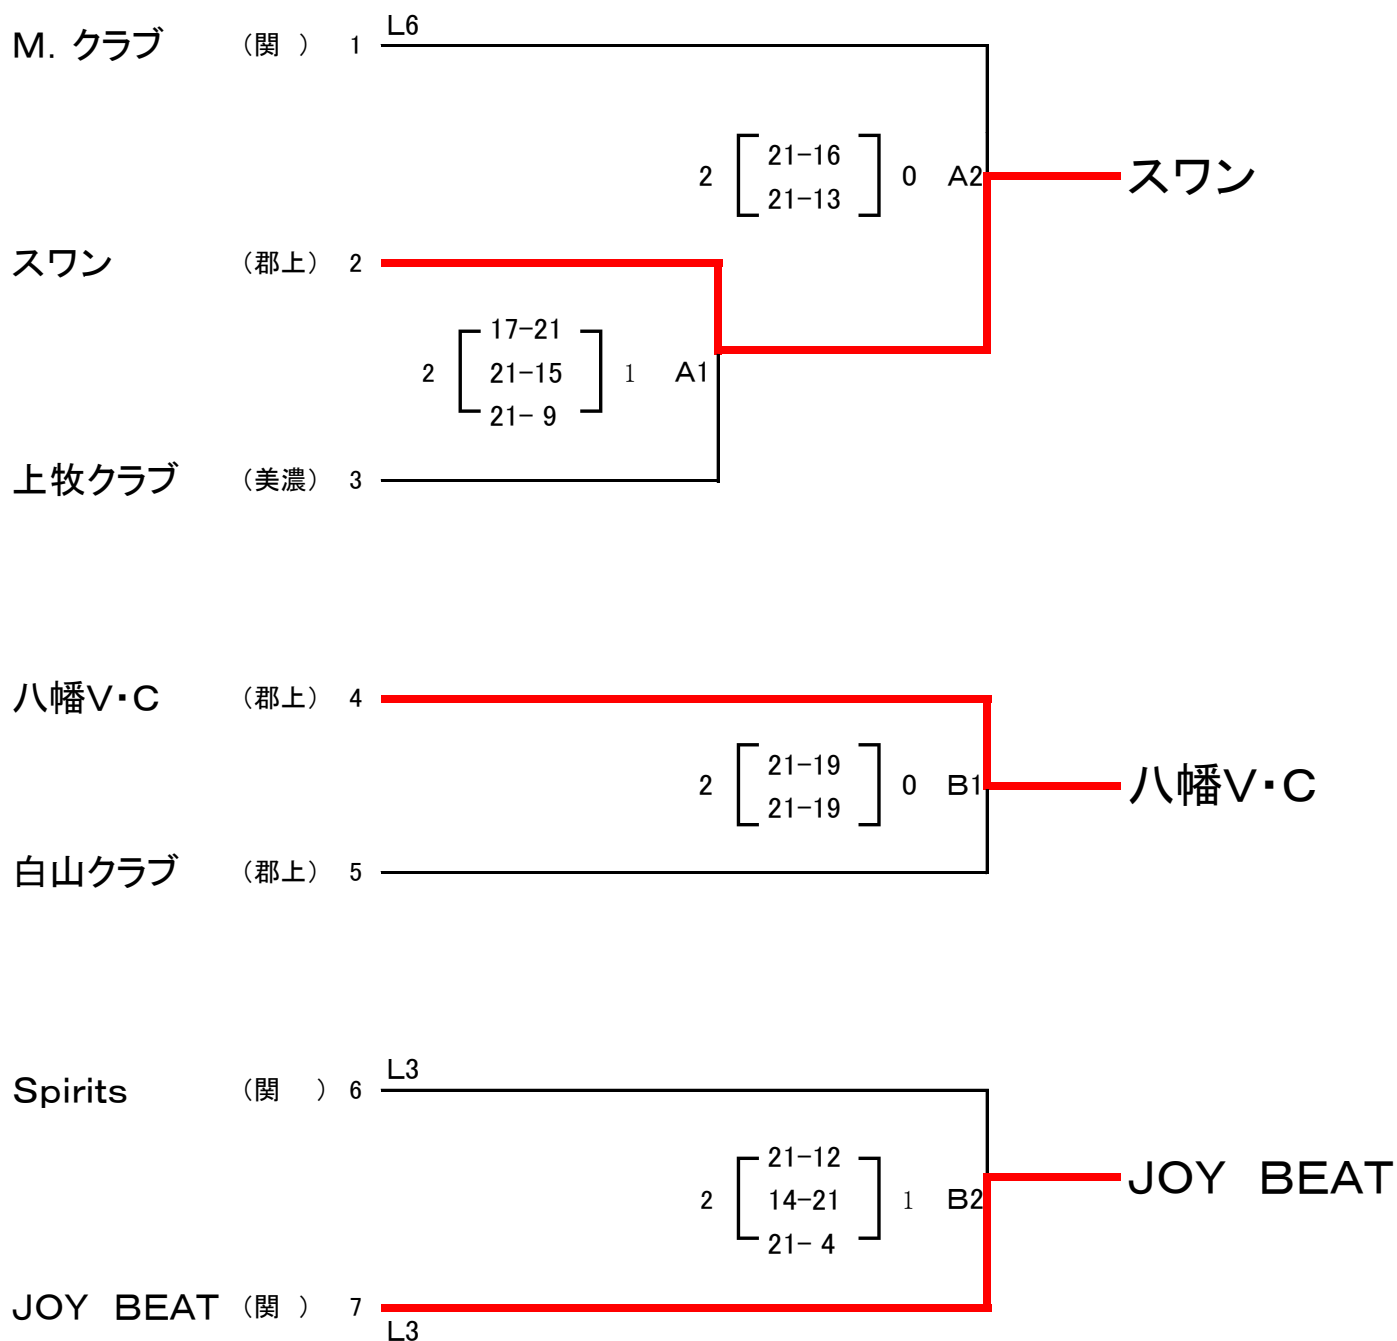 L6
M. クラブ （関 ） 1
21-16
2 0 A2 スワン
21-13
スワン （郡上） 2
17-21
2 21-15 1 A1
21- 9
上牧クラブ （美濃） 3
八幡V・C （郡上） 4
21-19
2 0 B1 八幡V・C
21-19
白山クラブ （郡上） 5
L3
Spirits （関 ） 6
21-12
JOY BEAT
2 14-21 1 B2
21- 4
JOY BEAT （関 ） 7
L3